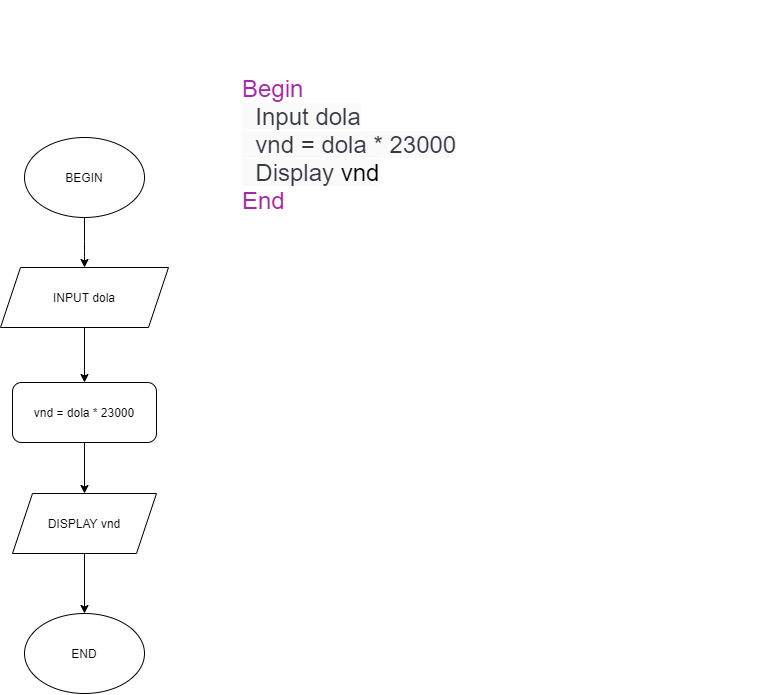 Begin
Input dola
vnd = dola * 23000
Display vnd
End
BEGIN
INPUT dola
vnd = dola * 23000
DISPLAY vnd
END